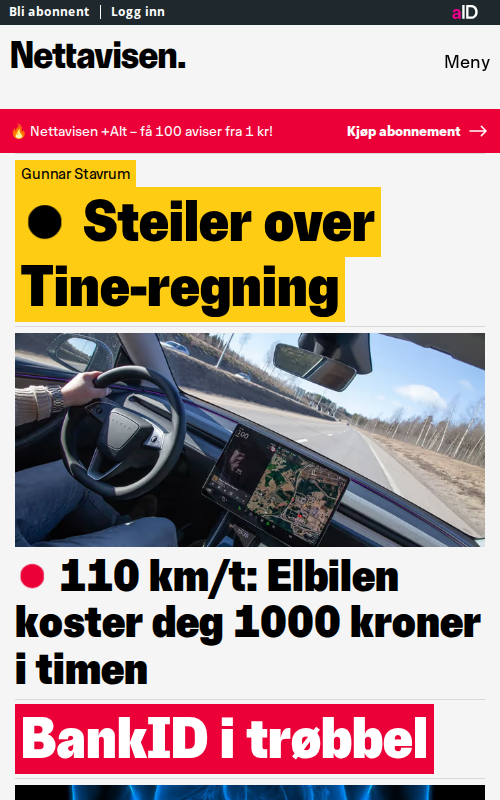 Bli abonnent
Logg inn
aID
Nettavisen.
Meny
🔥 Nettavisen +Alt – få 100 aviser fra 1 kr!
Kjøp abonnement →
Gunnar Stavrum
● Steiler over
Tine-regning
100
● 110 km/t: Elbilen
koster deg 1000 kroner
i timen
BankID i trøbbel